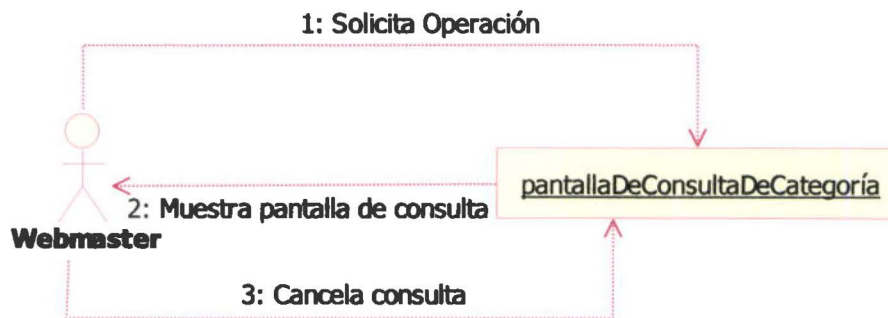 1: Solicita Operación
pantallaDeConsultaDeCategoría
2: Muestra pantalla de consulta
Webmaster
3: Cancela consulta